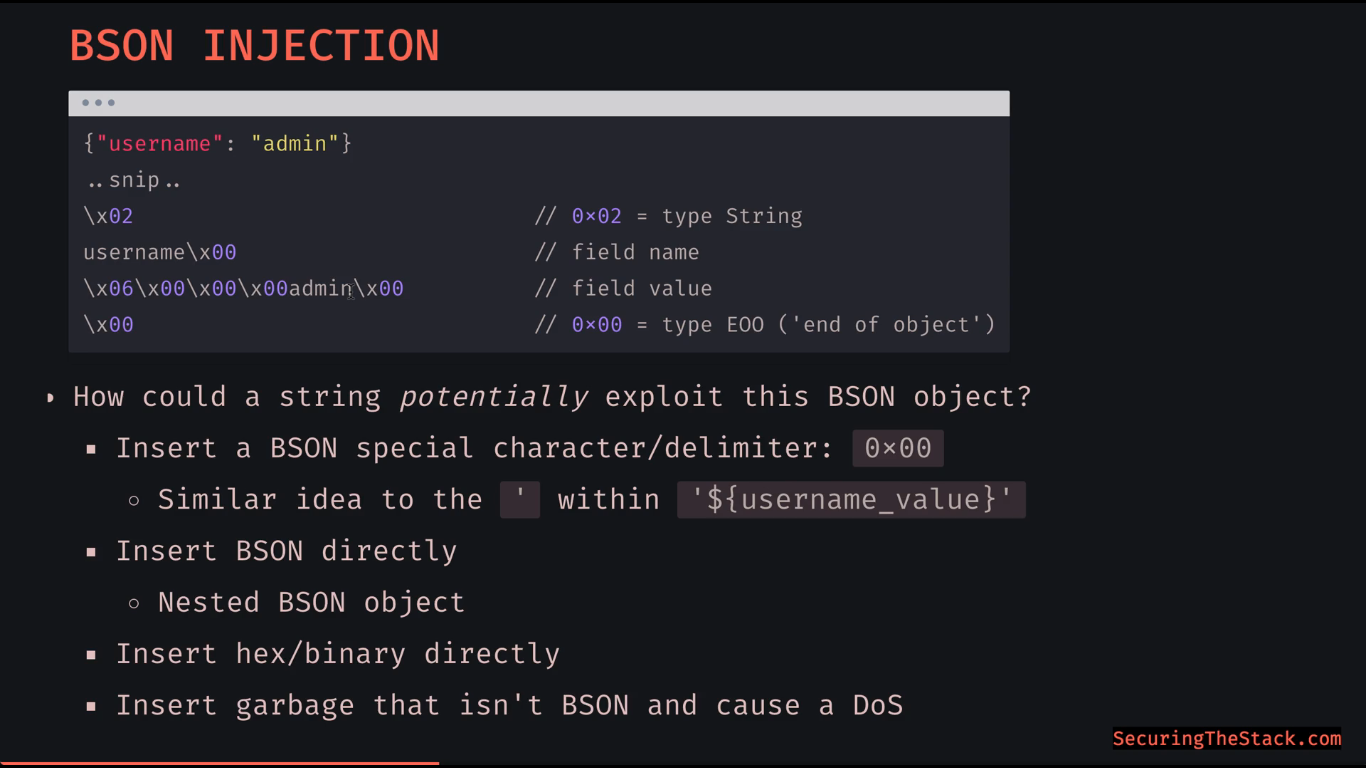 BSON INJECTION
{"username": "admin"}
..snip..
\x02 // 0×02 = type String
username\x00 // field name
\x06\x00\x00\x00admin\x00 // field value
\x00 // 0×00 = type EOO ('end of object')
How could a string potentially exploit this BSON object?
Insert a BSON special character/delimiter: 0×00
Similar idea to the ' within '${username_value}'
Insert BSON directly
Nested BSON object
Insert hex/binary directly
Insert garbage that isn't BSON and cause a DoS
SecuringTheStack.com